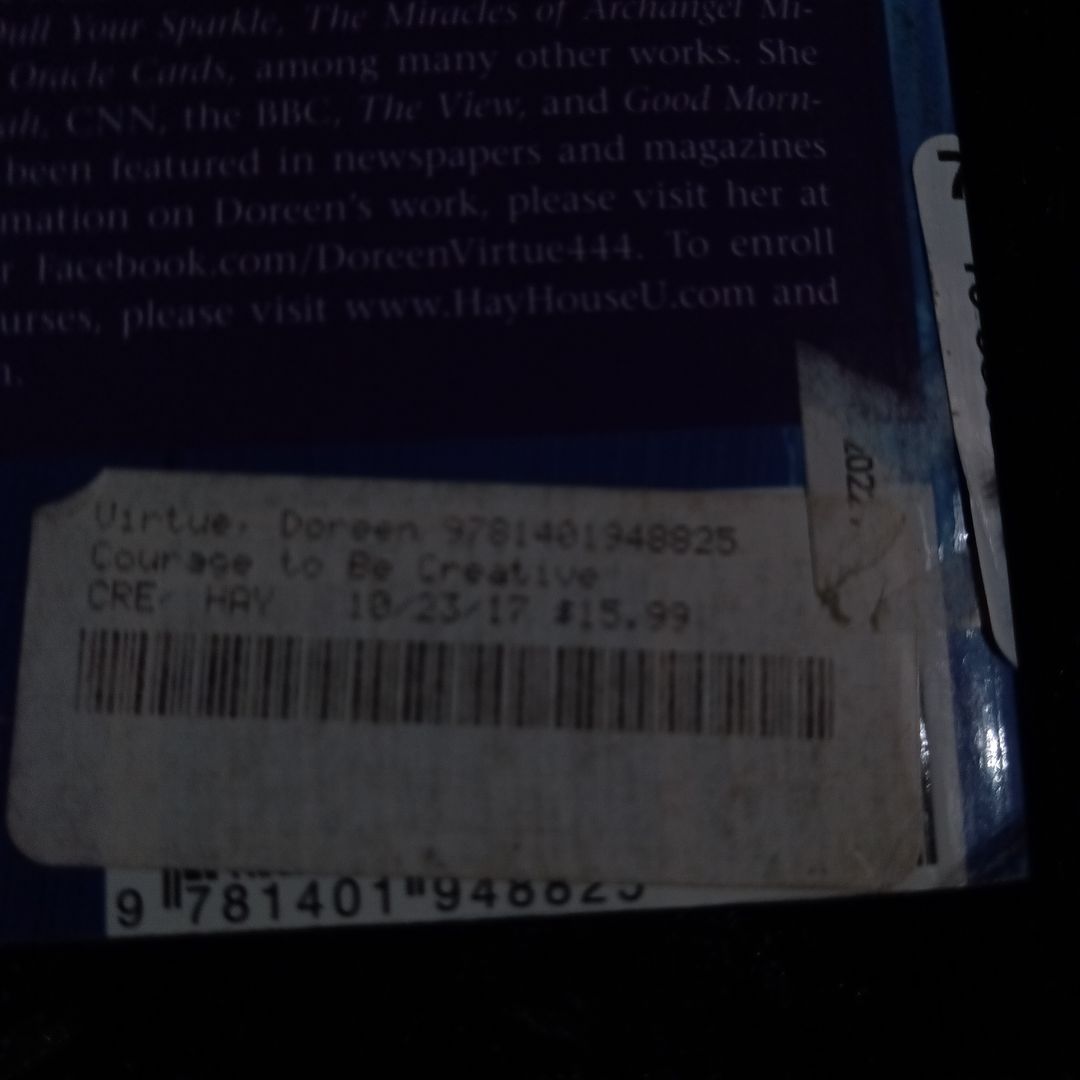 Dull Your Sparkle, The Miracles of Archangel Mi-
Oracle Cards, among many other works. She
CNN, the BBC, The View, and Good Morn-
been featured in newspapers and magazines
mation on Doreen's work, please visit her at
r Facebook.com/DoreenVirtue444. To enroll
urses, please visit www.HayHouseU.com and
Virtue, Doreen 9781401948825
Courage to Be Creative
CRE HAY 10/23/17 $15.99
9 781401 948825